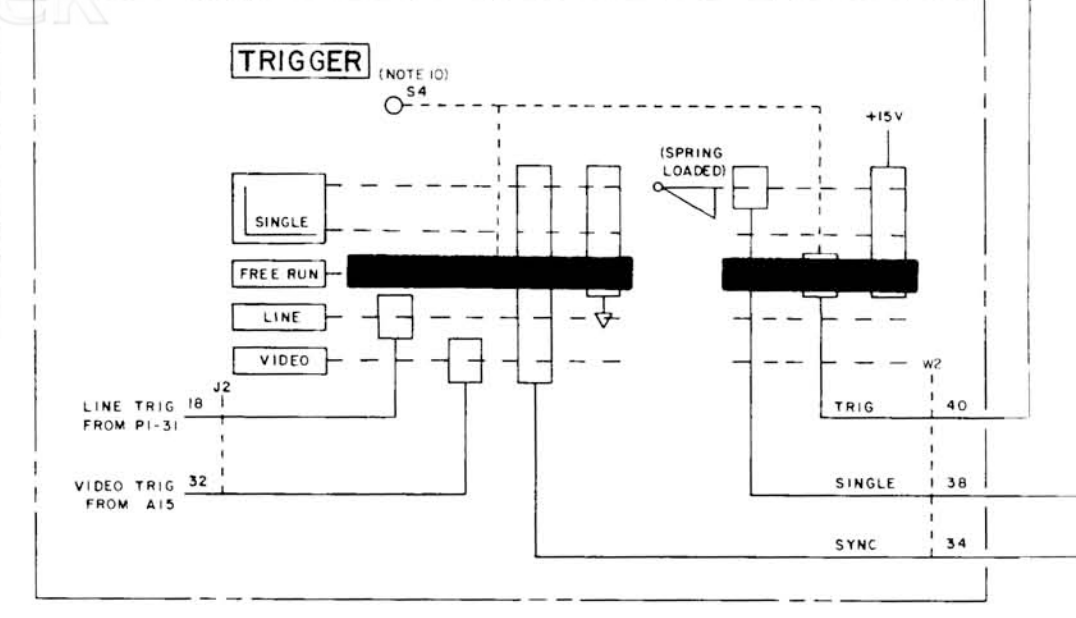 TRIGGER
(NOTE 10)
S4
+15V
(SPRING
LOADED)
SINGLE
FREE RUN
LINE
VIDEO
J2
W2
LINE TRIG 18
FROM P1-31
TRIG 40
VIDEO TRIG 32
FROM A15
SINGLE 38
SYNC 34